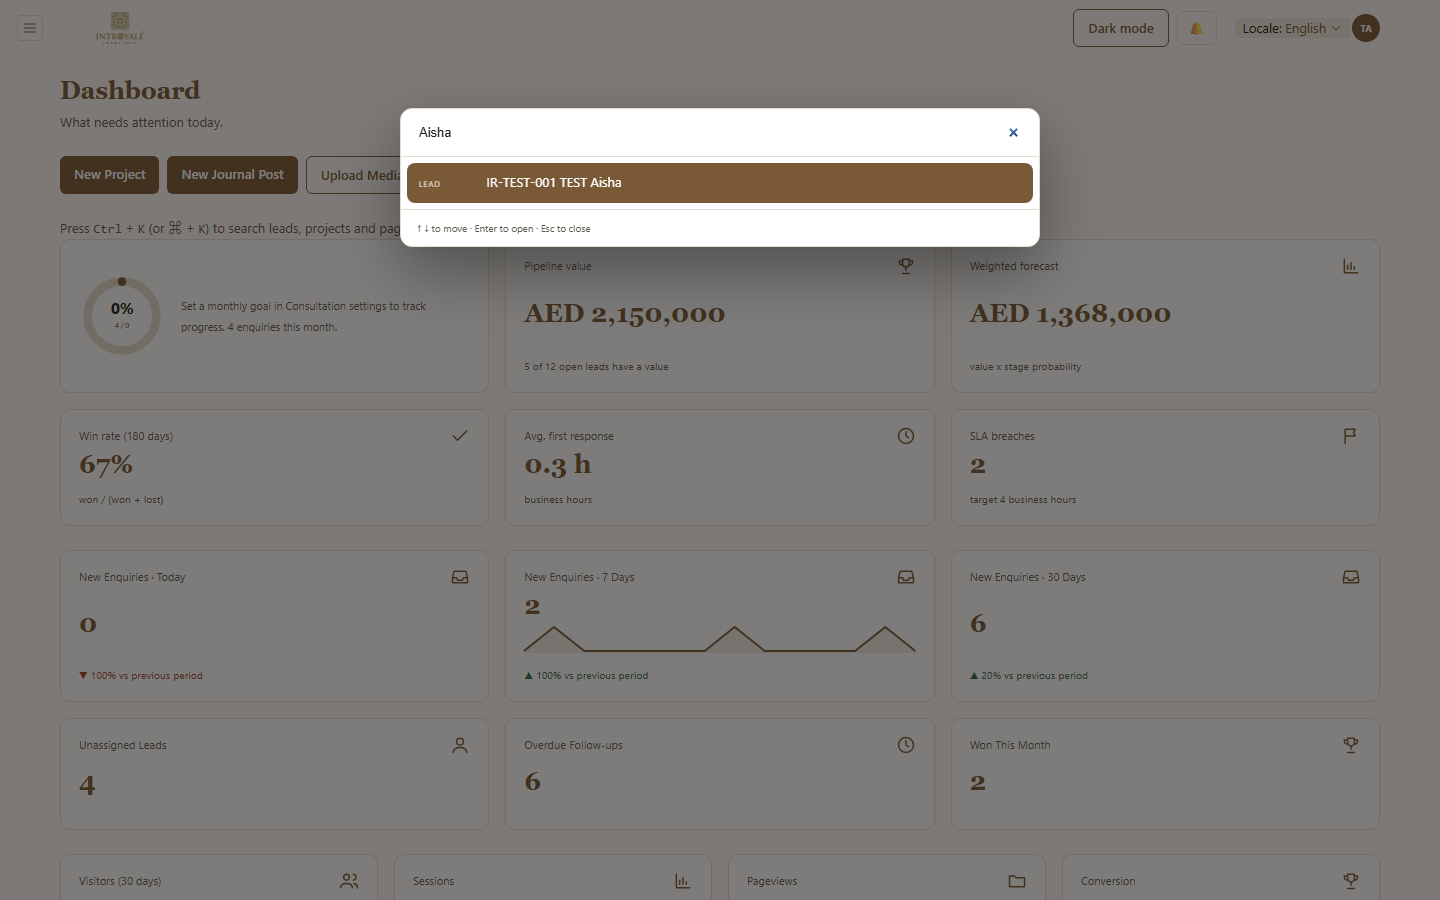 INTROYALE
Dark mode
Locale: English
TA
Dashboard
What needs attention today.
Aisha
×
New Project
New Journal Post
Upload Media
LEAD
IR-TEST-001 TEST Aisha
↑ ↓ to move · Enter to open · Esc to close
Press Ctrl + K (or ⌘ + K) to search leads, projects and pag
0%
4 / 0
Set a monthly goal in Consultation settings to track
progress. 4 enquiries this month.
Pipeline value
AED 2,150,000
5 of 12 open leads have a value
Weighted forecast
AED 1,368,000
value x stage probability
Win rate (180 days)
67%
won / (won + lost)
Avg. first response
0.3 h
business hours
SLA breaches
2
target 4 business hours
New Enquiries · Today
0
▼ 100% vs previous period
New Enquiries · 7 Days
2
▲ 100% vs previous period
New Enquiries · 30 Days
6
▲ 20% vs previous period
Unassigned Leads
4
Overdue Follow-ups
6
Won This Month
2
Visitors (30 days)
Sessions
Pageviews
Conversion